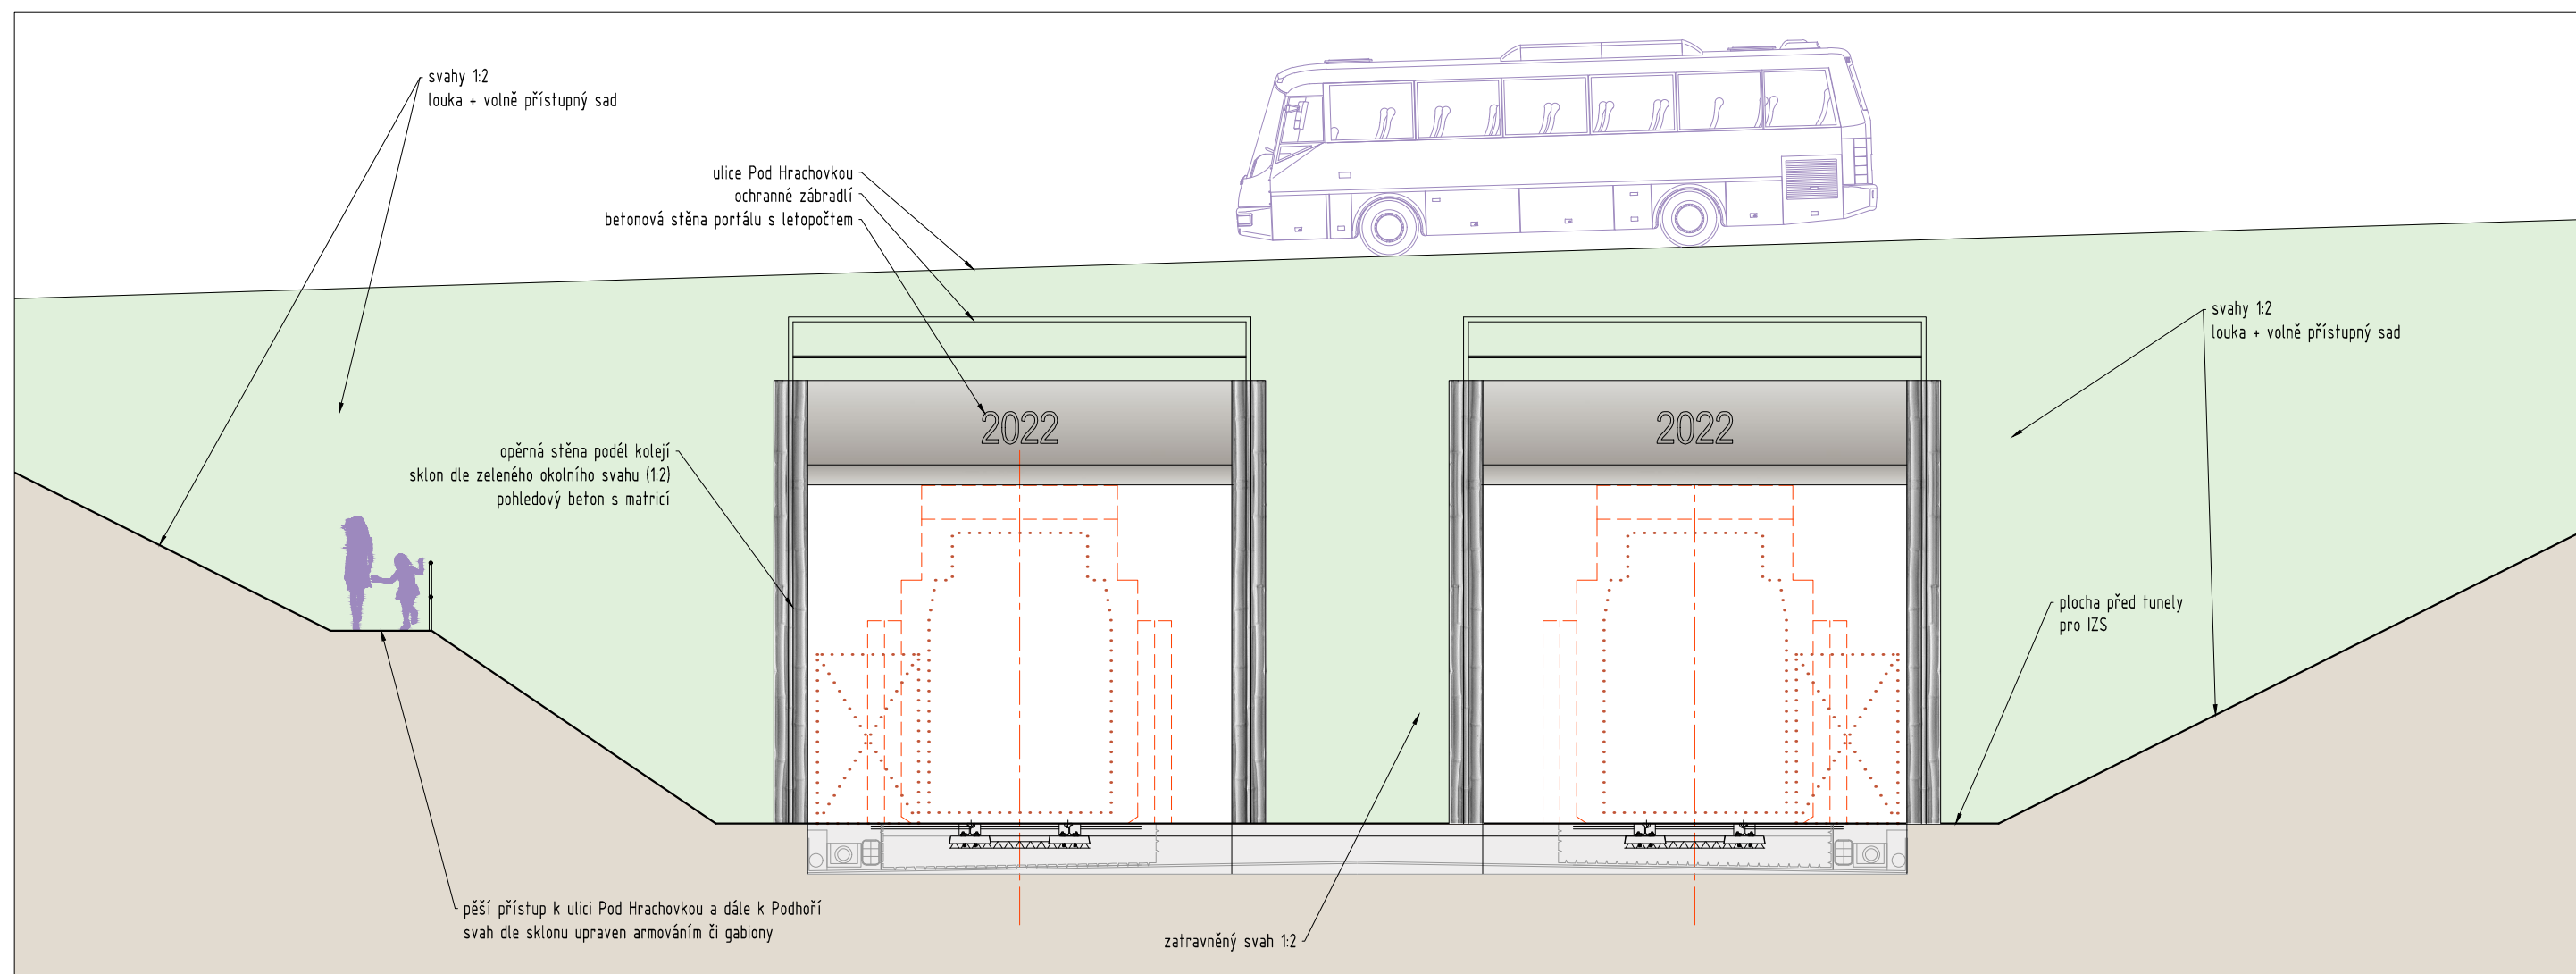 svahy 1:2
louka + volně přístupný sad
ulice Pod Hrachovkou
ochranné zábradlí
betonová stěna portálu s letopočtem
svahy 1:2
louka + volně přístupný sad
2022
2022
opěrná stěna podél kolejí
sklon dle zeleného okolního svahu (1:2)
pohledový beton s matricí
plocha před tunely
pro IZS
pěší přístup k ulici Pod Hrachovkou a dále k Podhoří
svah dle sklonu upraven armováním či gabiony
zatravněný svah 1:2